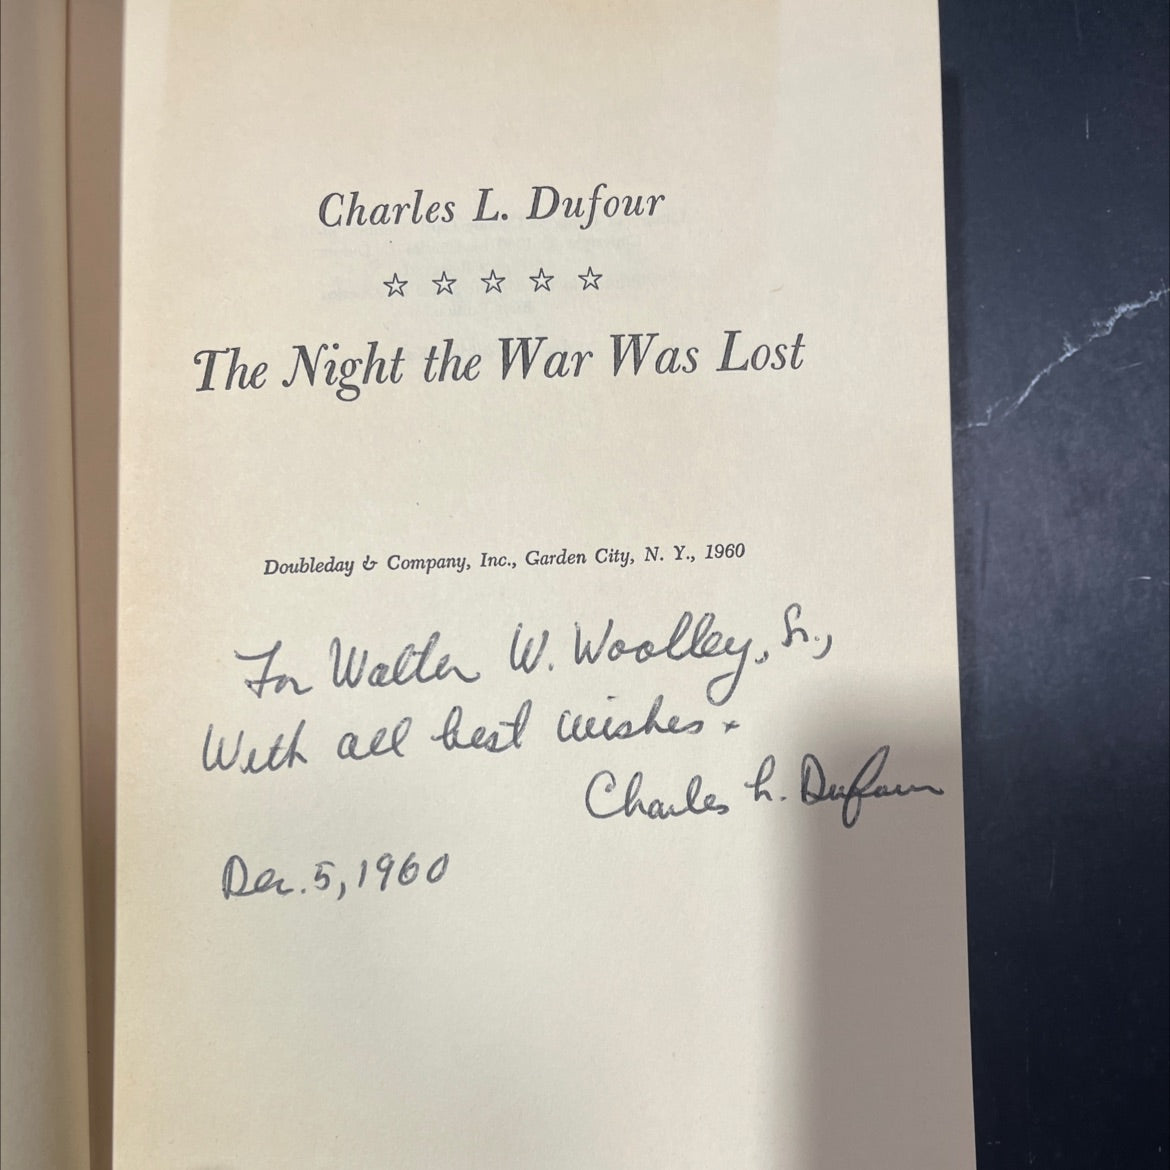 Charles L. Dufour
☆ ☆ ☆ ☆ ☆
The Night the War Was Lost
Doubleday & Company, Inc., Garden City, N. Y., 1960
For Walter W. Woolley, Sr.,
With all best wishes.
Charles L. Dufour
Dec. 5, 1960